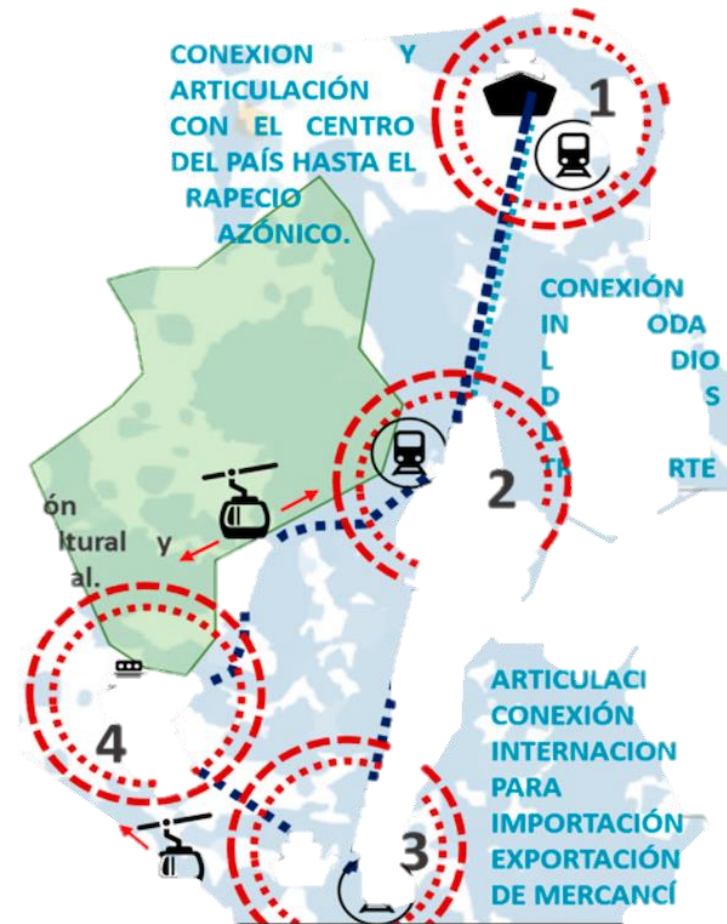 CONEXION Y
ARTICULACIÓN
CON EL CENTRO
DEL PAÍS HASTA EL
RAPECIO
AZÓNICO.
1
CONEXIÓN
IN ODA
L DIO
D S
D
TR RTE
2
ón
ltural y
al.
4
3
ARTICULACI
CONEXIÓN
INTERNACION
PARA
IMPORTACIÓN
EXPORTACIÓN
DE MERCANCÍ